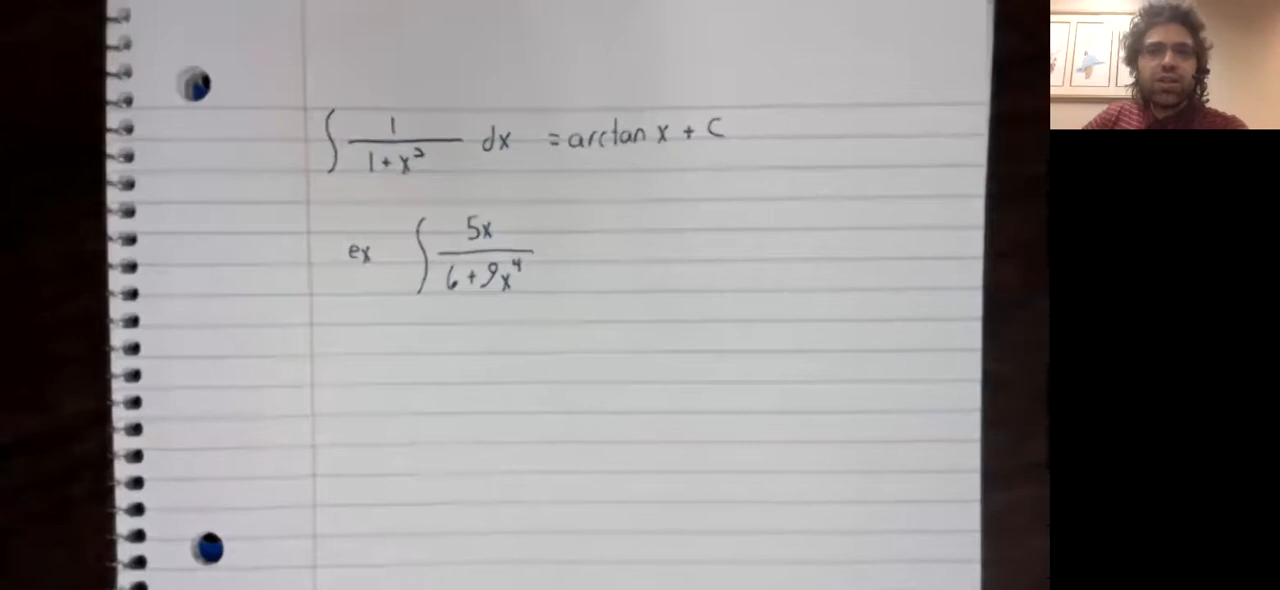 ∫ 1/(1+x²) dx = arctan x + C
ex ∫ 5x/(6+9x⁴)